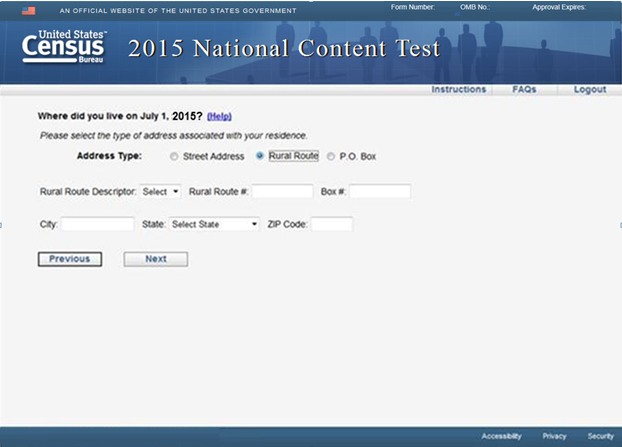 AN OFFICIAL WEBSITE OF THE UNITED STATES GOVERNMENT Form Number: OMB No.: Approval Expires:
United States™
Census
Bureau
2015 National Content Test
Instructions FAQs Logout
Where did you live on July 1, 2015? (Help)
Please select the type of address associated with your residence.
Address Type: Street Address Rural Route P.O. Box
Rural Route Descriptor: Select Rural Route #: Box #:
City: State: Select State ZIP Code:
Previous Next
Accessibility Privacy Security